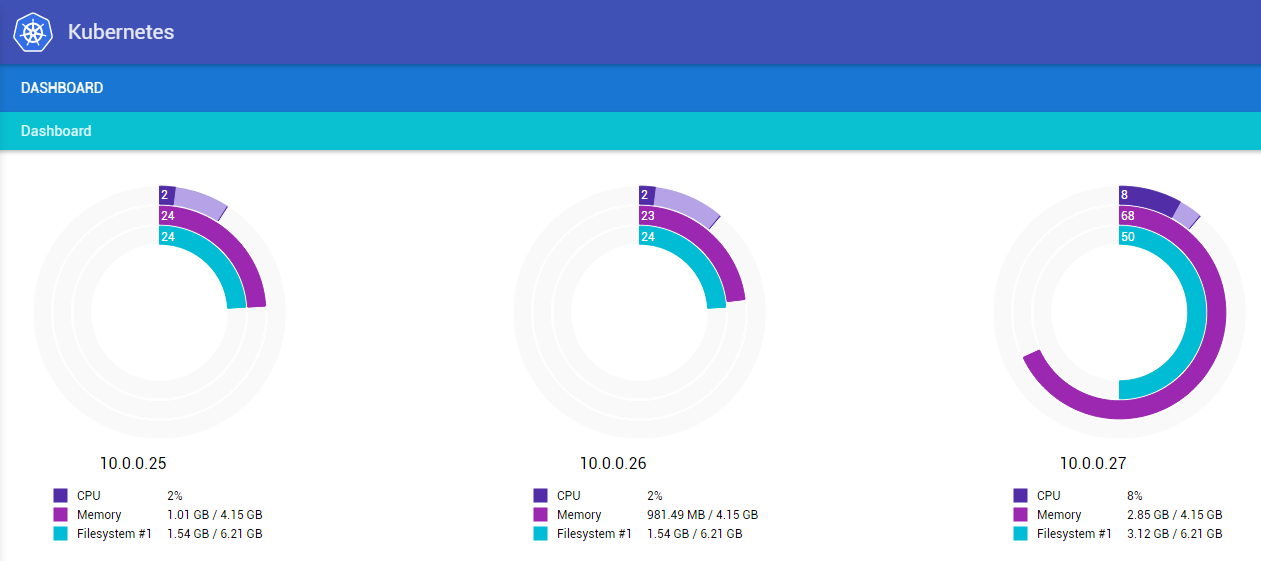 Kubernetes
DASHBOARD
Dashboard
2
24
24
10.0.0.25
CPU 2%
Memory 1.01 GB / 4.15 GB
Filesystem #1 1.54 GB / 6.21 GB
2
23
24
10.0.0.26
CPU 2%
Memory 981.49 MB / 4.15 GB
Filesystem #1 1.54 GB / 6.21 GB
8
68
50
10.0.0.27
CPU 8%
Memory 2.85 GB / 4.15 GB
Filesystem #1 3.12 GB / 6.21 GB